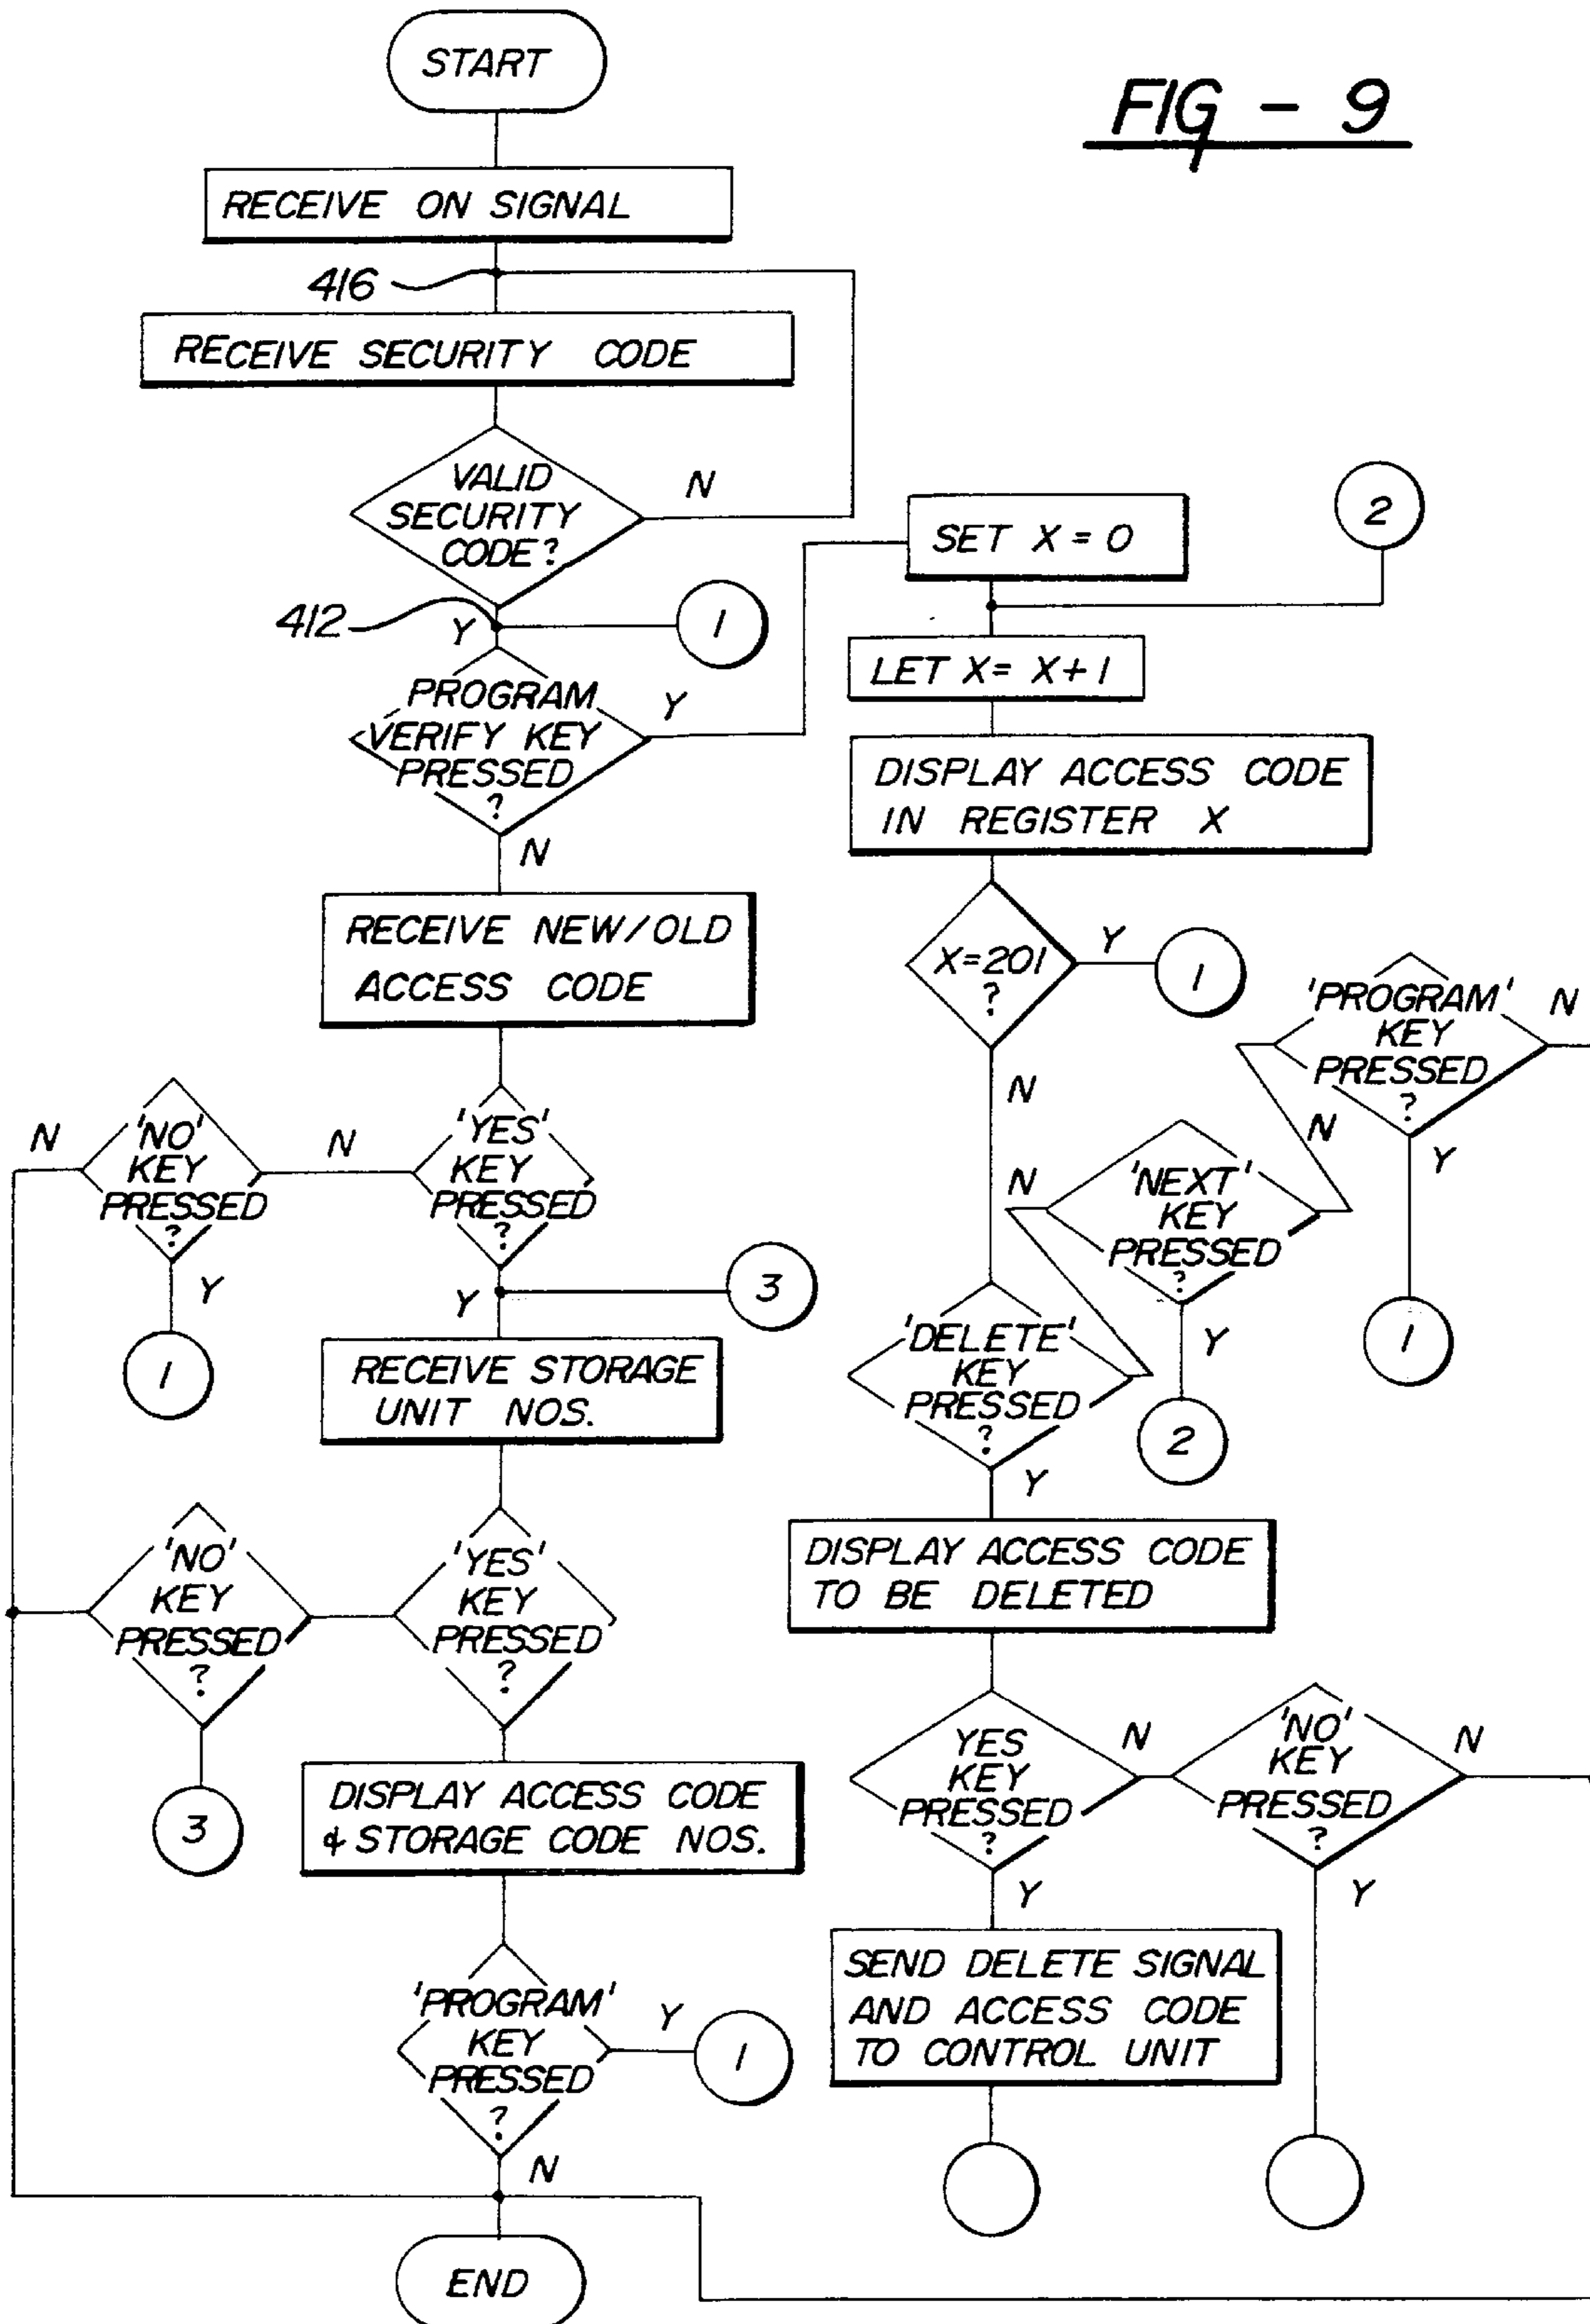 FIG - 9
START
RECEIVE ON SIGNAL
416
RECEIVE SECURITY CODE
VALID
SECURITY
CODE?
N
412
Y
1
PROGRAM
VERIFY KEY
PRESSED
?
Y
N
RECEIVE NEW/OLD
ACCESS CODE
'YES'
KEY
PRESSED
?
N
'NO'
KEY
PRESSED
?
N
Y
1
Y
3
RECEIVE STORAGE
UNIT NOS.
'YES'
KEY
PRESSED
?
'NO'
KEY
PRESSED
?
3
DISPLAY ACCESS CODE
& STORAGE CODE NOS.
'PROGRAM'
KEY
PRESSED
?
Y
1
N
END
SET X = 0
2
LET X = X+1
DISPLAY ACCESS CODE
IN REGISTER X
X=201
?
Y
1
N
'DELETE'
KEY
PRESSED
?
N
'NEXT'
KEY
PRESSED
?
Y
2
N
'PROGRAM'
KEY
PRESSED
?
N
Y
1
Y
DISPLAY ACCESS CODE
TO BE DELETED
YES
KEY
PRESSED
?
N
'NO'
KEY
PRESSED
?
N
Y
Y
SEND DELETE SIGNAL
AND ACCESS CODE
TO CONTROL UNIT